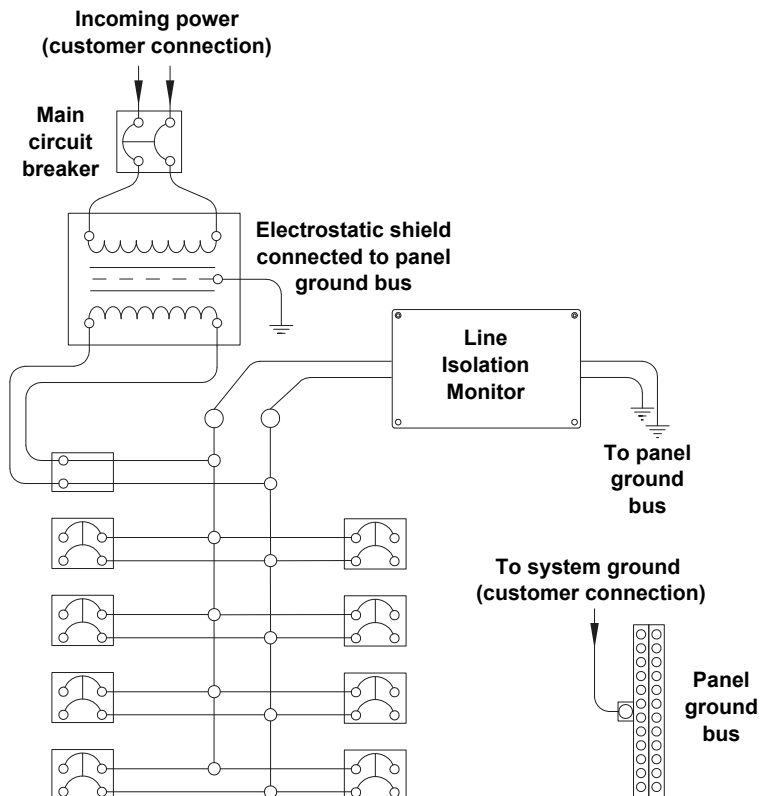 Incoming power
(customer connection)
Main
circuit
breaker
Electrostatic shield
connected to panel
ground bus
Line
Isolation
Monitor
To panel
ground
bus
To system ground
(customer connection)
Panel
ground
bus